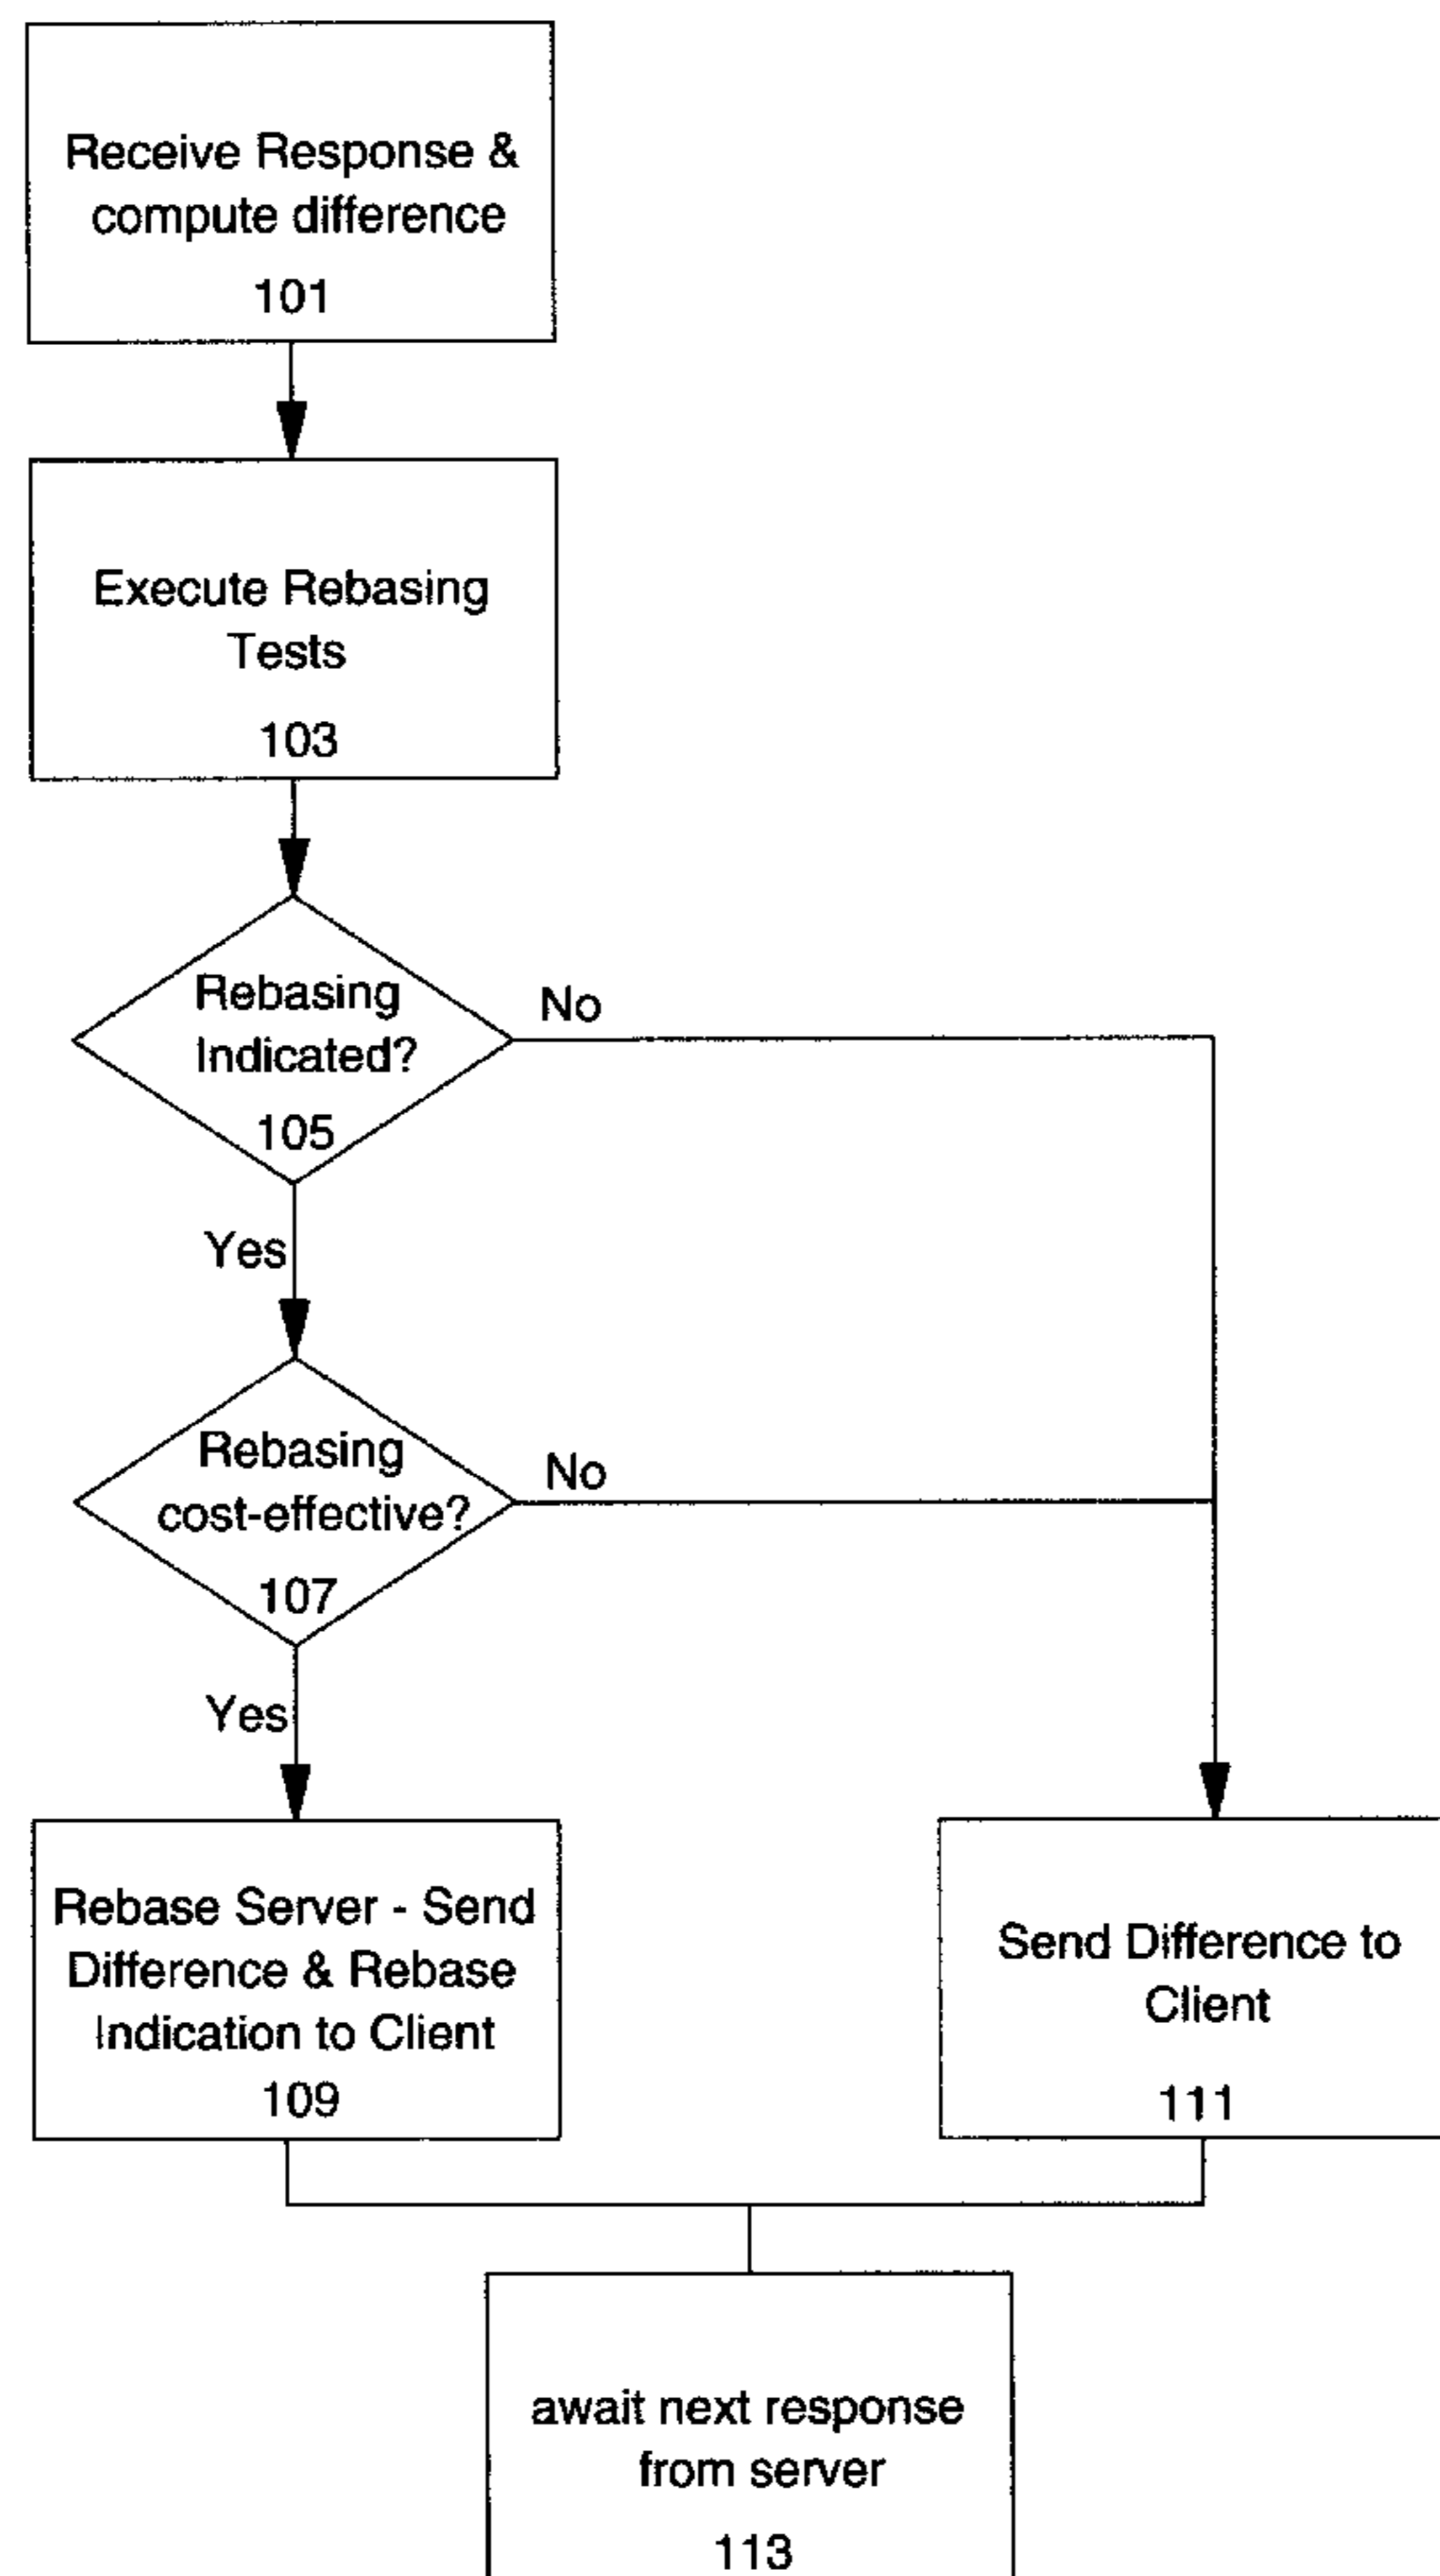 Receive Response &
compute difference
101
Execute Rebasing
Tests
103
Rebasing
Indicated?
105
No
Yes
Rebasing
cost-effective?
107
No
Yes
Rebase Server - Send
Difference & Rebase
Indication to Client
109
Send Difference to
Client
111
await next response
from server
113